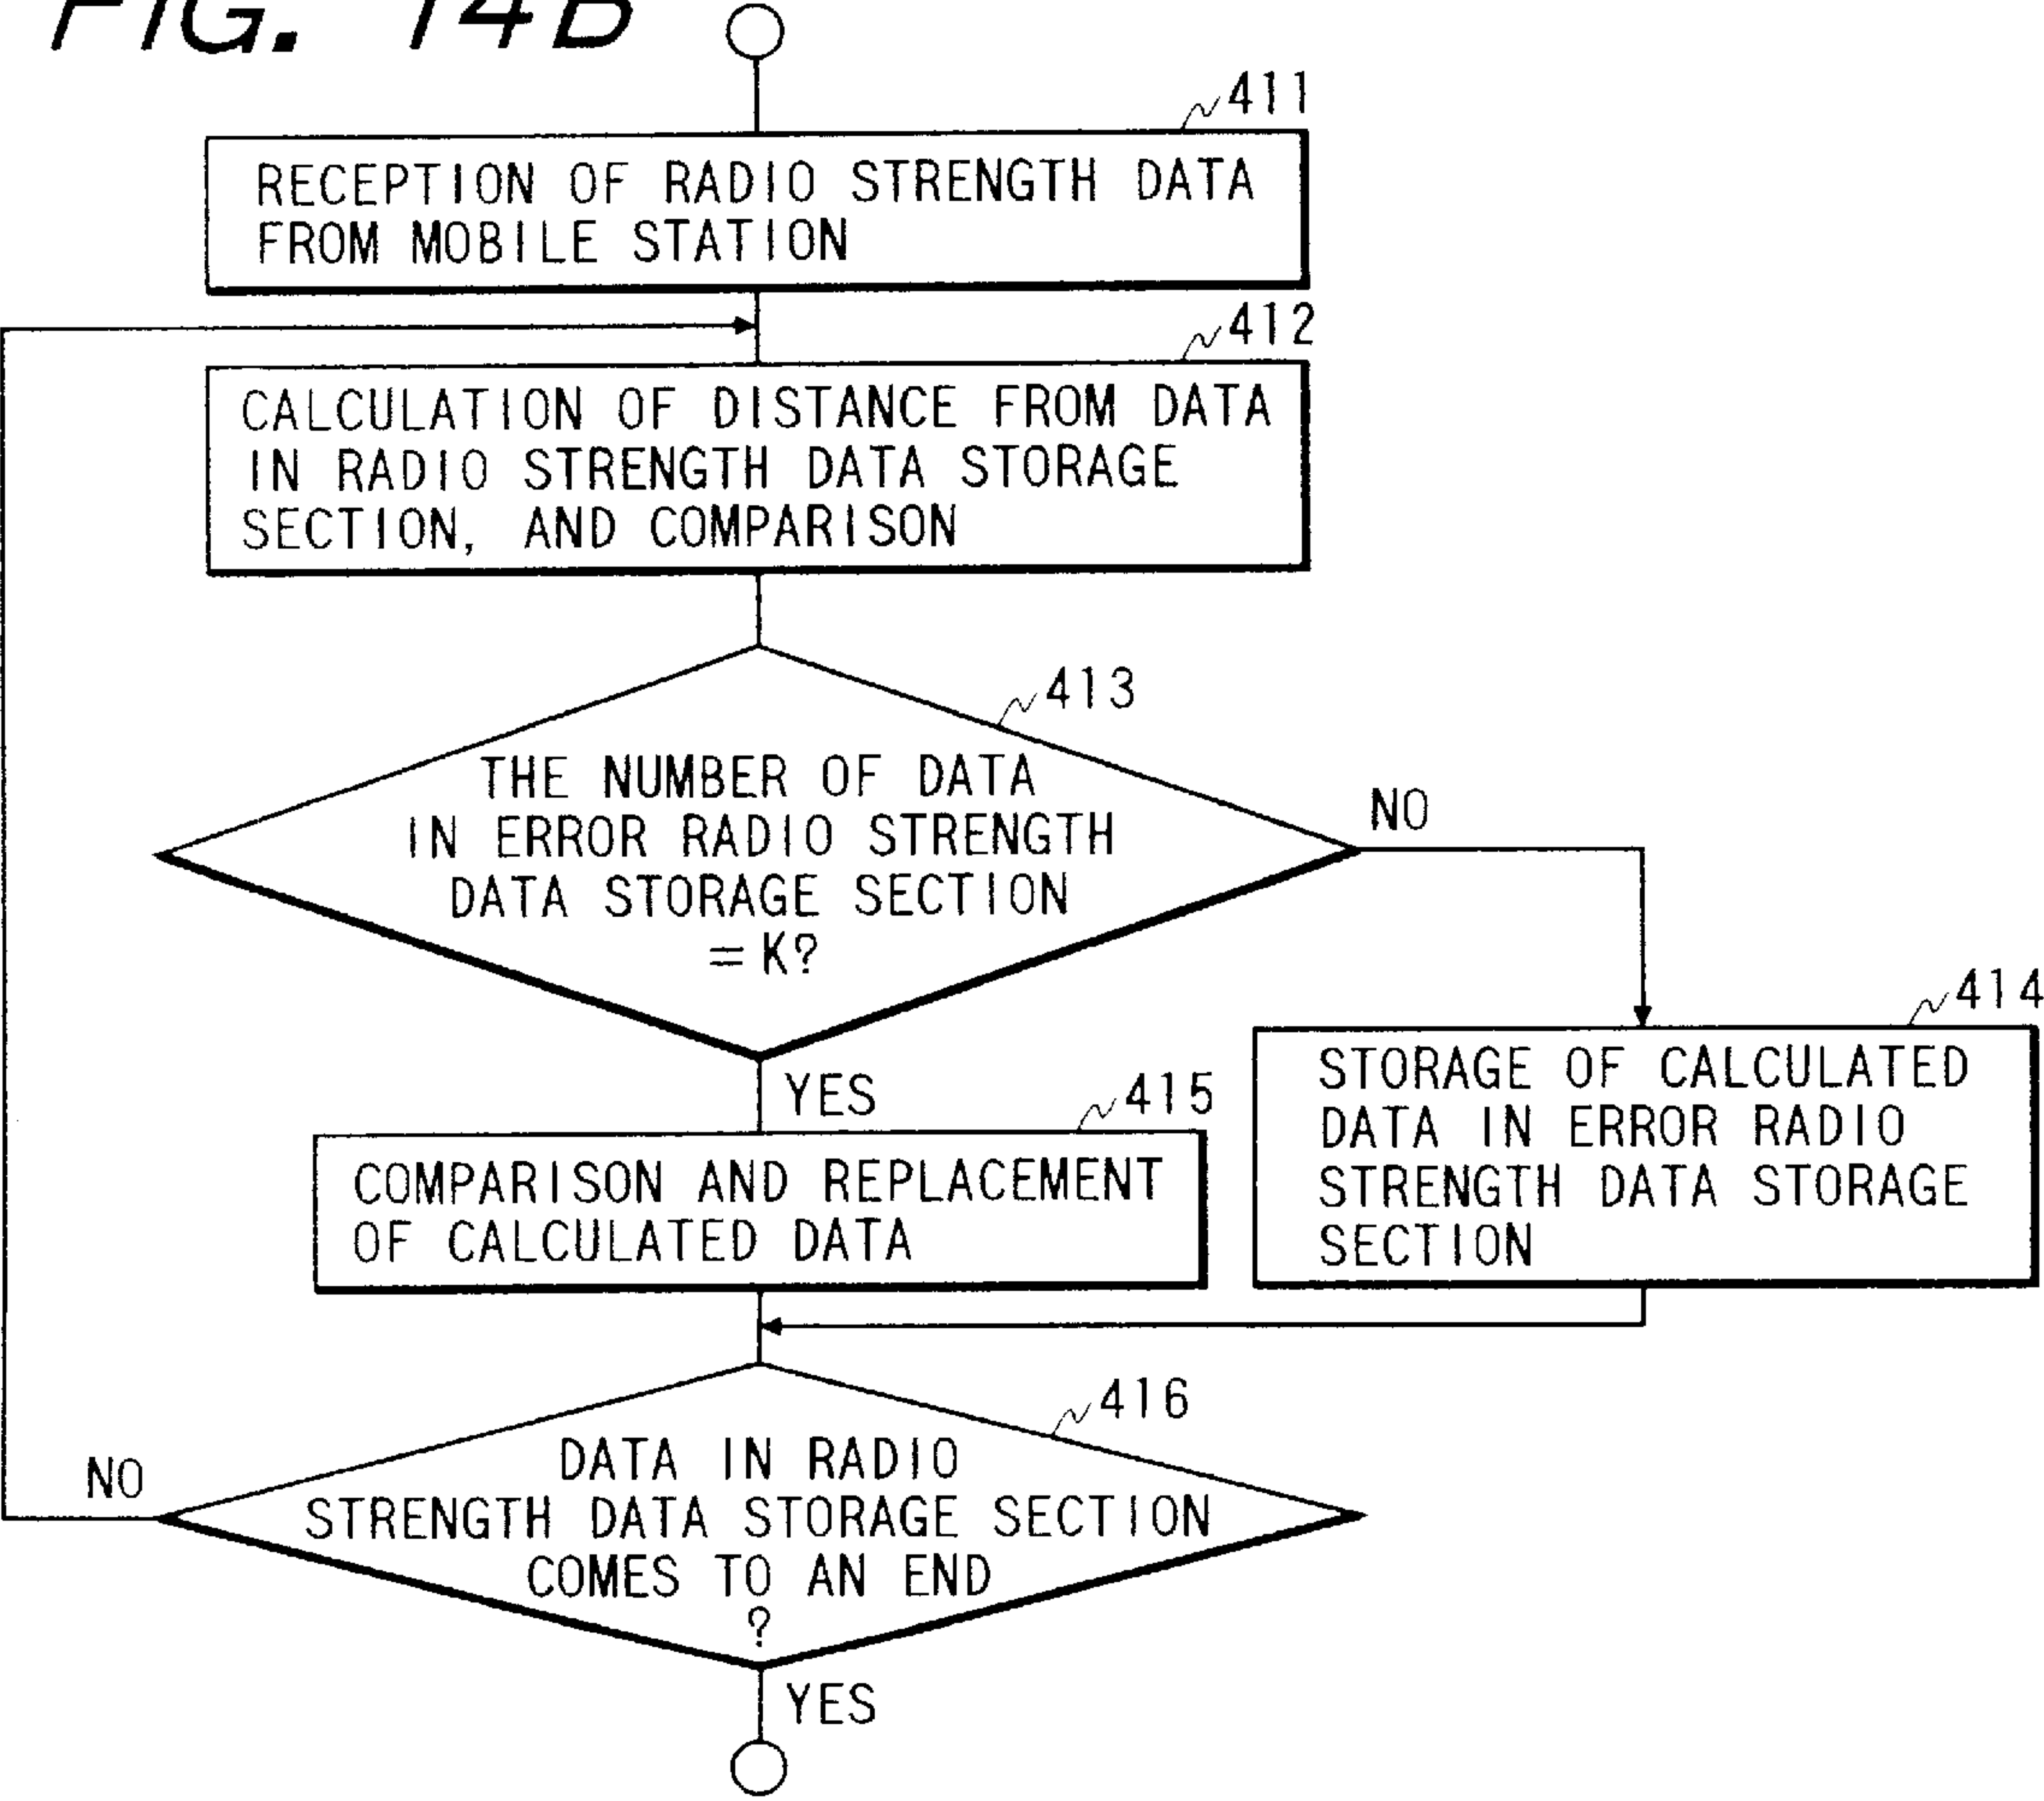 FIG. 14B
411
RECEPTION OF RADIO STRENGTH DATA
FROM MOBILE STATION
412
CALCULATION OF DISTANCE FROM DATA
IN RADIO STRENGTH DATA STORAGE
SECTION, AND COMPARISON
413
THE NUMBER OF DATA
IN ERROR RADIO STRENGTH
DATA STORAGE SECTION
=K?
NO
414
STORAGE OF CALCULATED
DATA IN ERROR RADIO
STRENGTH DATA STORAGE
SECTION
YES
415
COMPARISON AND REPLACEMENT
OF CALCULATED DATA
416
DATA IN RADIO
STRENGTH DATA STORAGE SECTION
COMES TO AN END
?
NO
YES